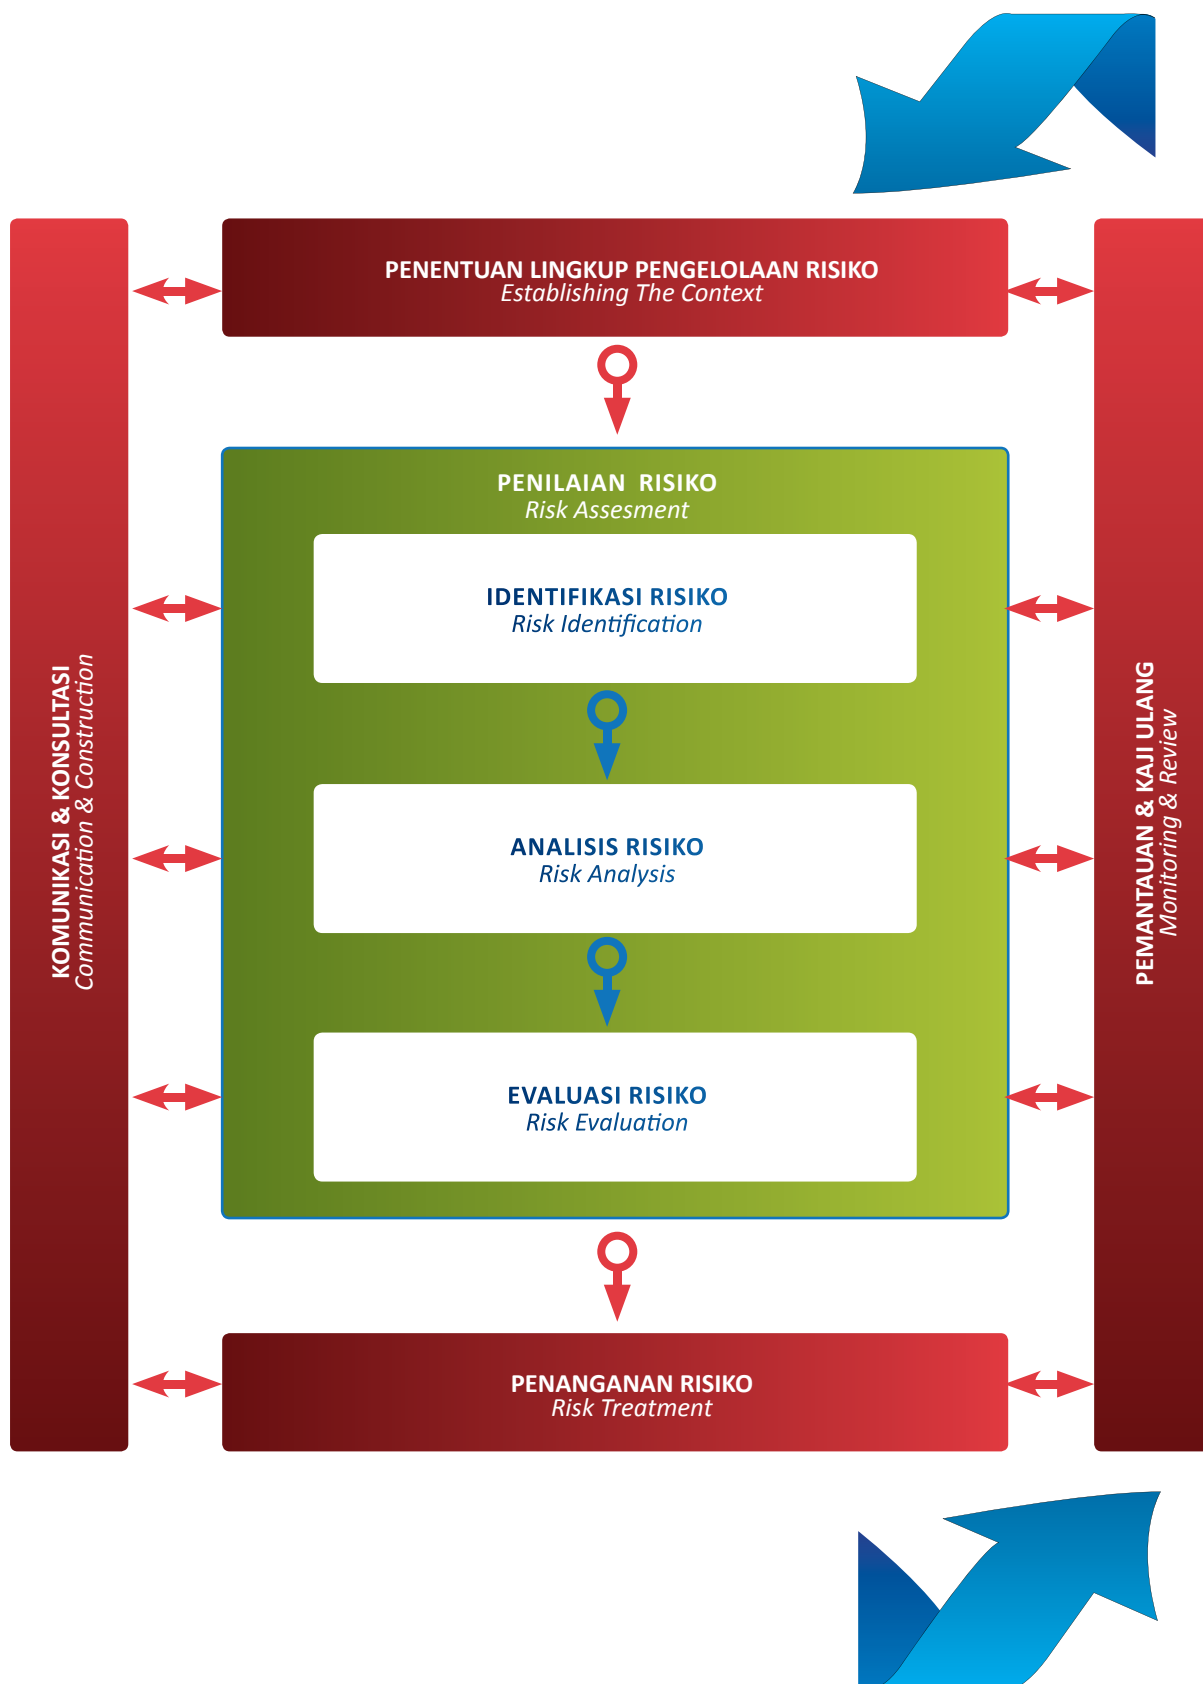 PENENTUAN LINGKUP PENGELOLAAN RISIKO
Establishing The Context
PENILAIAN RISIKO
Risk Assesment
IDENTIFIKASI RISIKO
Risk Identification
ANALISIS RISIKO
Risk Analysis
EVALUASI RISIKO
Risk Evaluation
PENANGANAN RISIKO
Risk Treatment
KOMUNIKASI & KONSULTASI
Communication & Construction
PEMANTAUAN & KAJI ULANG
Monitoring & Review